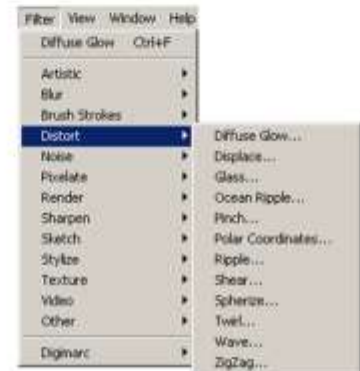 Filter View Window Help
Diffuse Glow Ctrl+F
Artistic
Blur
Brush Strokes
Distort
Noise
Pixelate
Render
Sharpen
Sketch
Stylize
Texture
Video
Other
Digimarc
Diffuse Glow...
Displace...
Glass...
Ocean Ripple...
Pinch...
Polar Coordinates...
Ripple...
Shear...
Spherize...
Twirl...
Wave...
ZigZag...